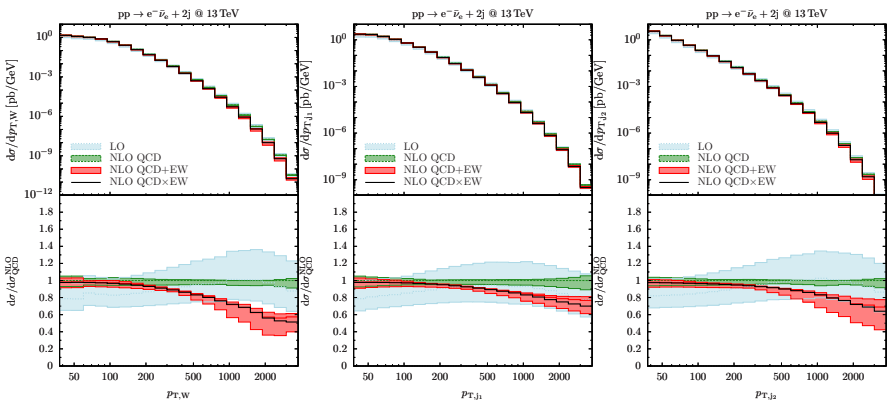 pp → e⁻ν̄ₑ + 2j @ 13 TeV
dσ/dp_T,W [pb/GeV]
10⁰
10⁻³
10⁻⁶
10⁻⁹
10⁻¹²
LO
NLO QCD
NLO QCD+EW
NLO QCD×EW
dσ/dσ^NLO_QCD
1.8
1.6
1.4
1.2
1
0.8
0.6
0.4
0.2
0
50 100 200 500 1000 2000
p_T,W
pp → e⁻ν̄ₑ + 2j @ 13 TeV
dσ/dp_T,j₁ [pb/GeV]
10⁰
10⁻³
10⁻⁶
10⁻⁹
LO
NLO QCD
NLO QCD+EW
NLO QCD×EW
dσ/dσ^NLO_QCD
1.8
1.6
1.4
1.2
1
0.8
0.6
0.4
0.2
0
50 100 200 500 1000 2000
p_T,j₁
pp → e⁻ν̄ₑ + 2j @ 13 TeV
dσ/dp_T,j₂ [pb/GeV]
10⁰
10⁻³
10⁻⁶
10⁻⁹
LO
NLO QCD
NLO QCD+EW
NLO QCD×EW
dσ/dσ^NLO_QCD
1.8
1.6
1.4
1.2
1
0.8
0.6
0.4
0.2
0
50 100 200 500 1000 2000
p_T,j₂